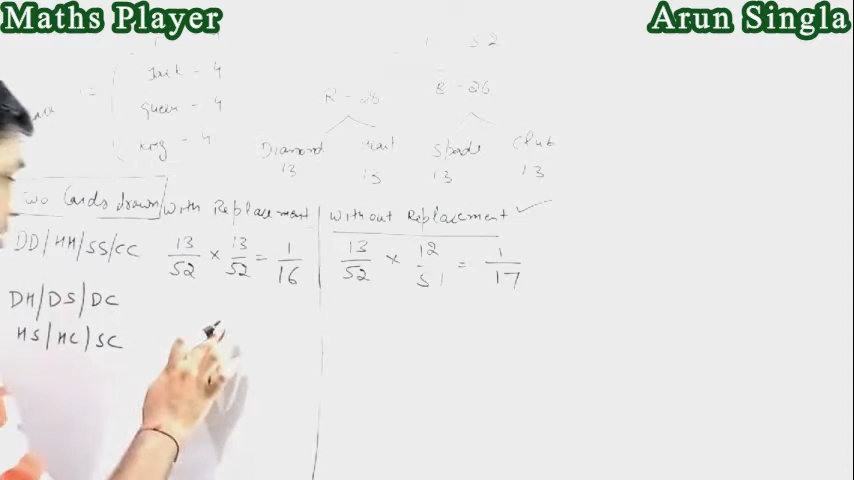 Maths Player
Arun Singla
52
Jack - 4
Queen - 4
King - 4
R - 26
B - 26
Diamond
13
Heart
13
Spade
13
Club
13
Two Cards drawn
With Replacement
Without Replacement ✓
DD/HH/SS/CC
13/52 × 13/52 = 1/16
13/52 × 12/51 = 1/17
DH/DS/DC
HS/HC/SC